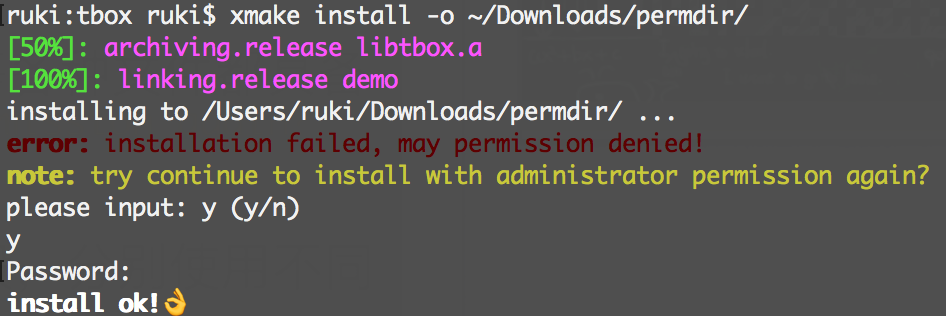 ruki:tbox ruki$ xmake install -o ~/Downloads/permdir/
[50%]: archiving.release libtbox.a
[100%]: linking.release demo
installing to /Users/ruki/Downloads/permdir/ ...
error: installation failed, may permission denied!
note: try continue to install with administrator permission again?
please input: y (y/n)
y
Password:
install ok!👌